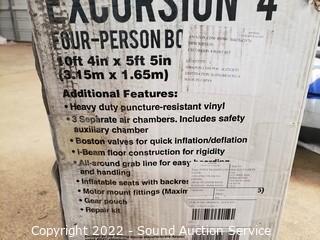 EXCURSION 4
FOUR-PERSON BO
10ft 4in x 5ft 5in
(3.15m x 1.65m)
Additional Features:
• Heavy duty puncture-resistant vinyl
• 3 Separate air chambers. Includes safety
auxiliary chamber
• Boston valves for quick inflation/deflation
• I-Beam floor construction for rigidity
• All-around grab line for easy boarding
and handling
• Inflatable seats with backres
• Motor mount fittings (Maxim 5)
• Gear pouch
• Repair kit
Copyright 2022 - Sound Auction Service